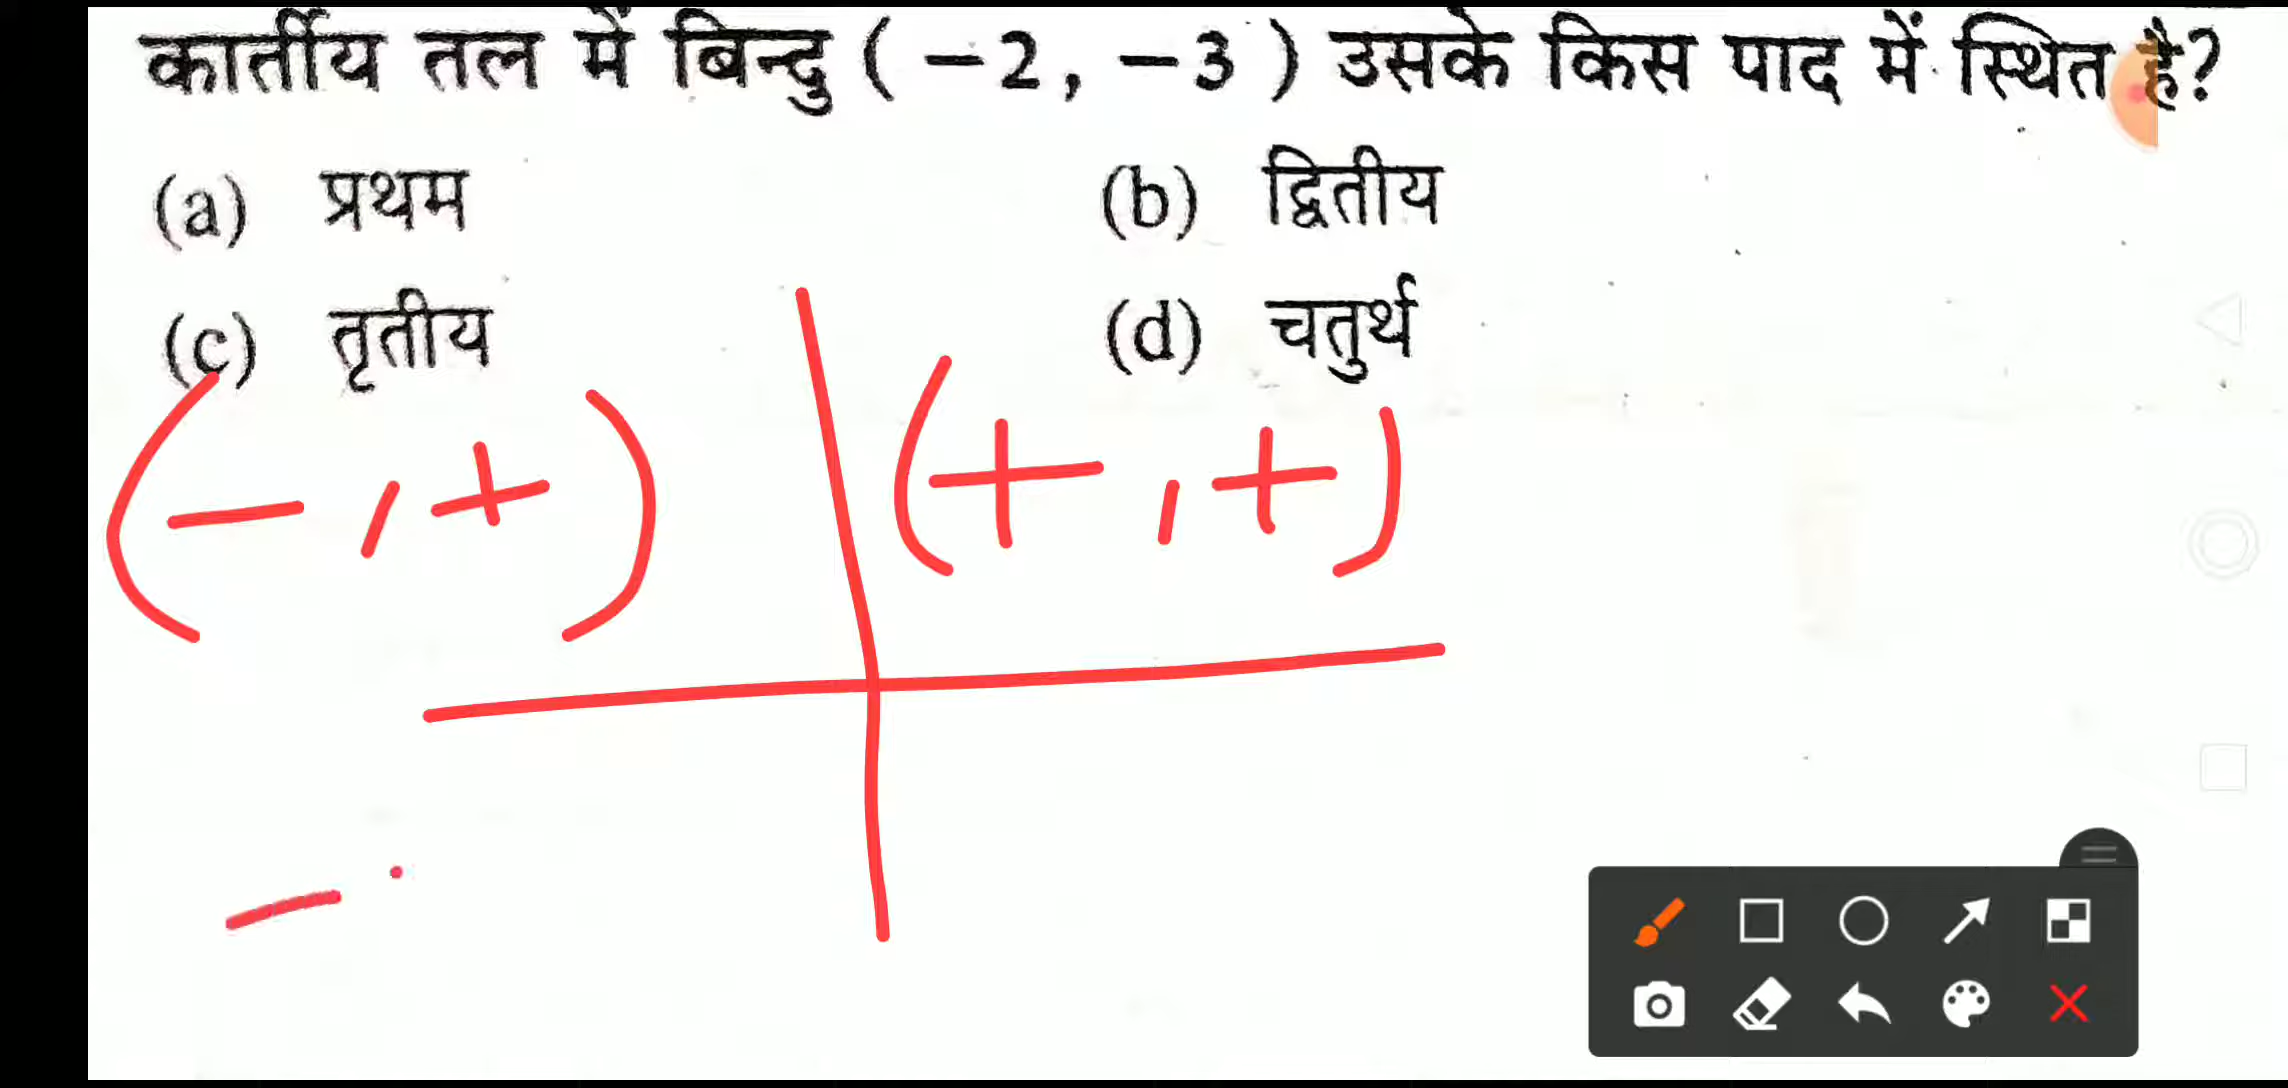 कार्तीय तल में बिन्दु ( −2, −3 ) उसके किस पाद में स्थित है?
(a) प्रथम (b) द्वितीय
(c) तृतीय (d) चतुर्थ
(−,+) (+,+)
−